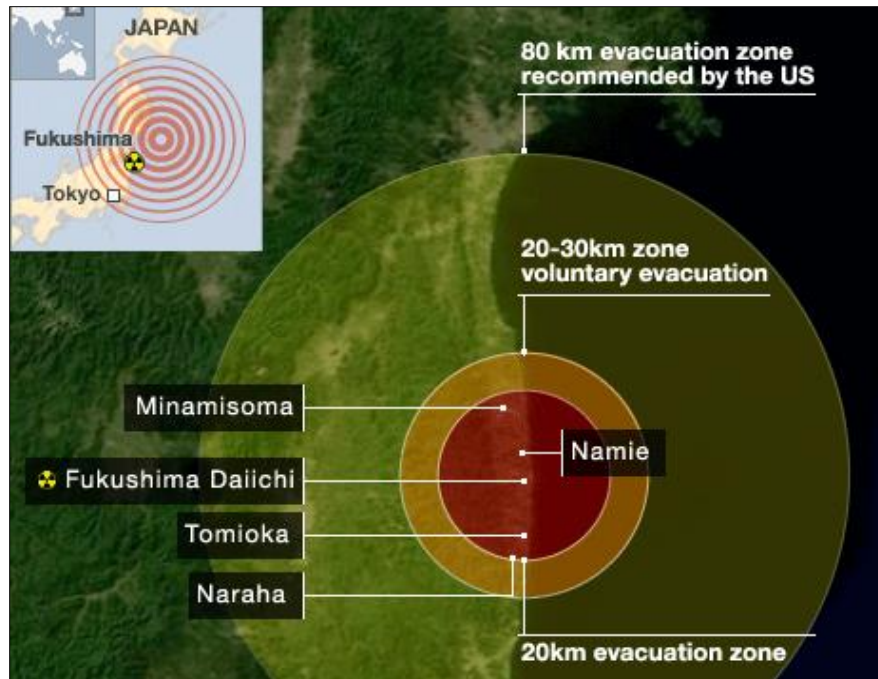 JAPAN
Fukushima
Tokyo
80 km evacuation zone
recommended by the US
20-30km zone
voluntary evacuation
Minamisoma
Namie
Fukushima Daiichi
Tomioka
Naraha
20km evacuation zone